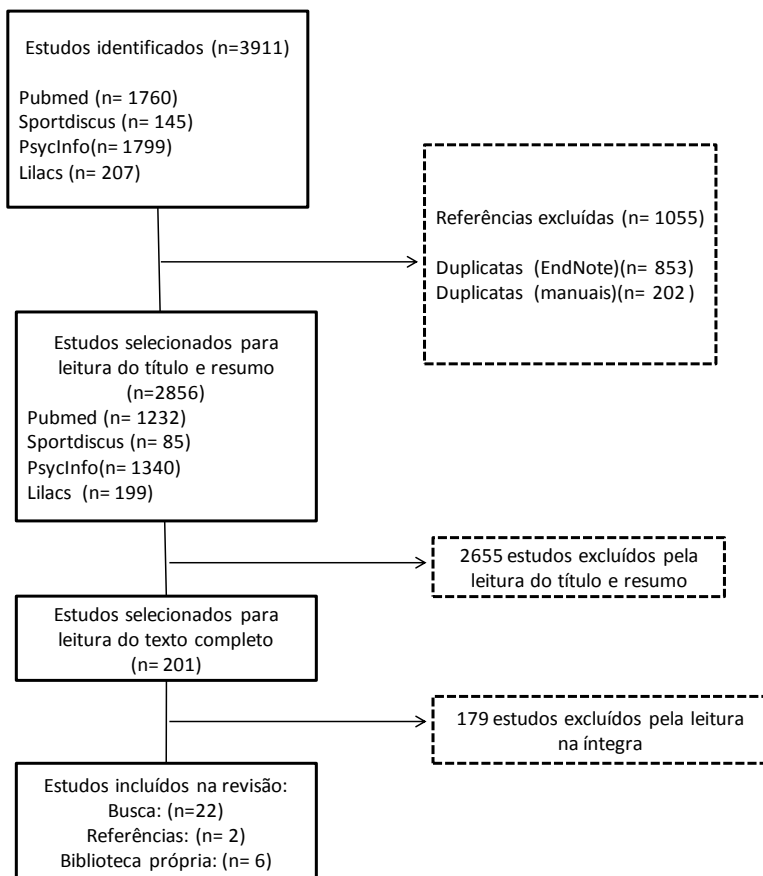 Estudos identificados (n=3911)
Pubmed (n= 1760)
Sportdiscus (n= 145)
PsycInfo(n= 1799)
Lilacs (n= 207)
Referências excluídas (n= 1055)
Duplicatas (EndNote)(n= 853)
Duplicatas (manuais)(n= 202)
Estudos selecionados para
leitura do título e resumo
(n=2856)
Pubmed (n= 1232)
Sportdiscus (n= 85)
PsycInfo(n= 1340)
Lilacs (n= 199)
2655 estudos excluídos pela
leitura do título e resumo
Estudos selecionados para
leitura do texto completo
(n= 201)
179 estudos excluídos pela leitura
na íntegra
Estudos incluídos na revisão:
Busca: (n=22)
Referências: (n= 2)
Biblioteca própria: (n= 6)